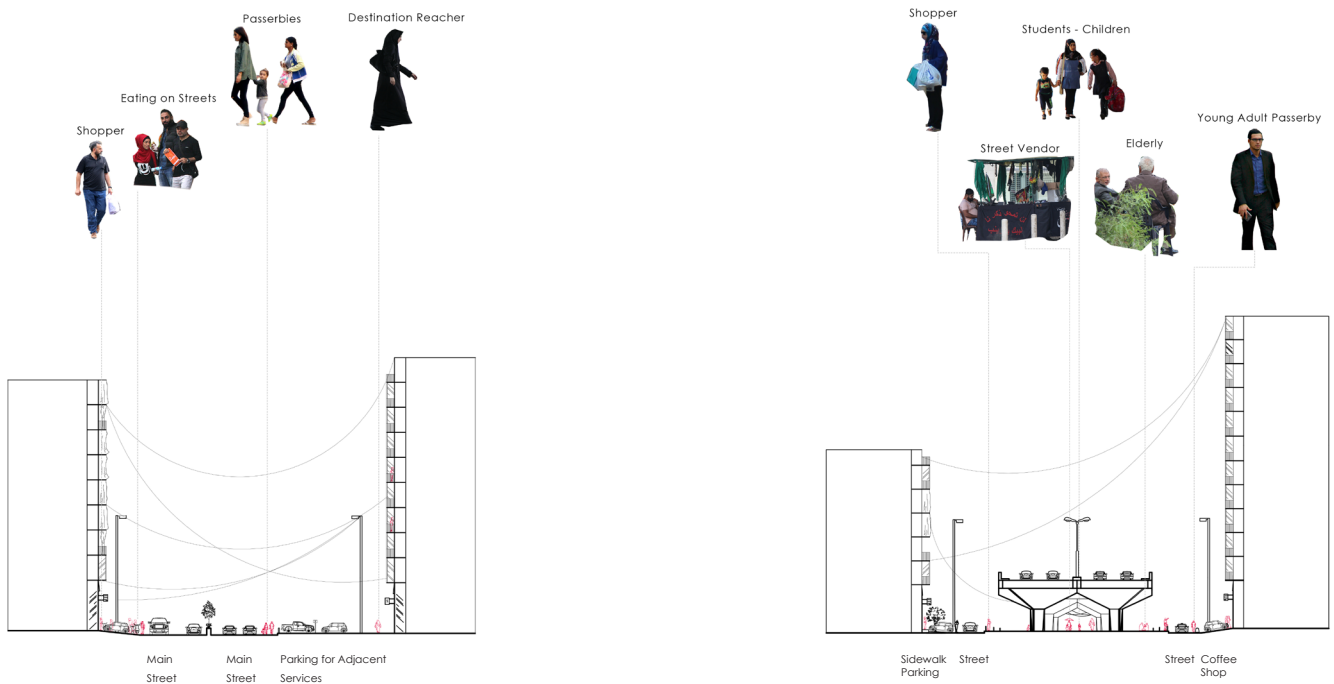 Passerbies
Destination Reacher
Eating on Streets
Shopper
Main
Street
Main
Street
Parking for Adjacent
Services
Shopper
Students - Children
Young Adult Passerby
Street Vendor
Elderly
Sidewalk
Parking
Street
Street
Coffee
Shop